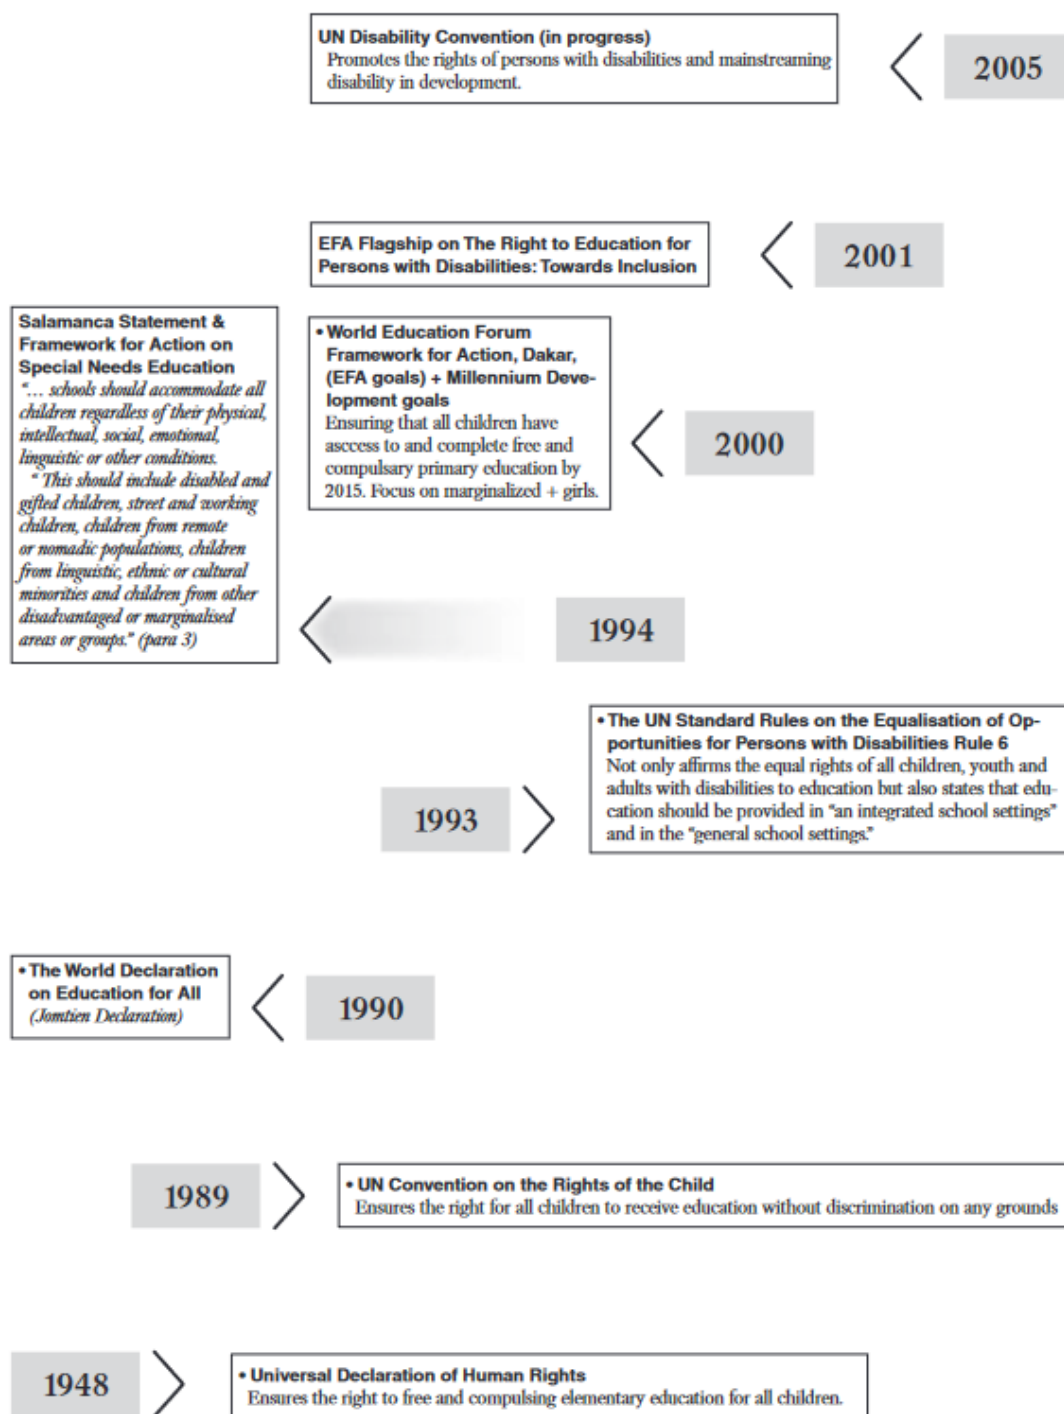 UN Disability Convention (in progress)
Promotes the rights of persons with disabilities and mainstreaming
disability in development.
2005
EFA Flagship on The Right to Education for
Persons with Disabilities: Towards Inclusion
2001
Salamanca Statement &
Framework for Action on
Special Needs Education
"... schools should accommodate all
children regardless of their physical,
intellectual, social, emotional,
linguistic or other conditions.
" This should include disabled and
gifted children, street and working
children, children from remote
or nomadic populations, children
from linguistic, ethnic or cultural
minorities and children from other
disadvantaged or marginalised
areas or groups." (para 3)
• World Education Forum
Framework for Action, Dakar,
(EFA goals) + Millennium Deve-
lopment goals
Ensuring that all children have
asccess to and complete free and
compulsary primary education by
2015. Focus on marginalized + girls.
2000
1994
• The UN Standard Rules on the Equalisation of Op-
portunities for Persons with Disabilities Rule 6
Not only affirms the equal rights of all children, youth and
adults with disabilities to education but also states that edu-
cation should be provided in "an integrated school settings"
and in the "general school settings."
1993
• The World Declaration
on Education for All
(Jomtien Declaration)
1990
1989
• UN Convention on the Rights of the Child
Ensures the right for all children to receive education without discrimination on any grounds
1948
• Universal Declaration of Human Rights
Ensures the right to free and compulsing elementary education for all children.